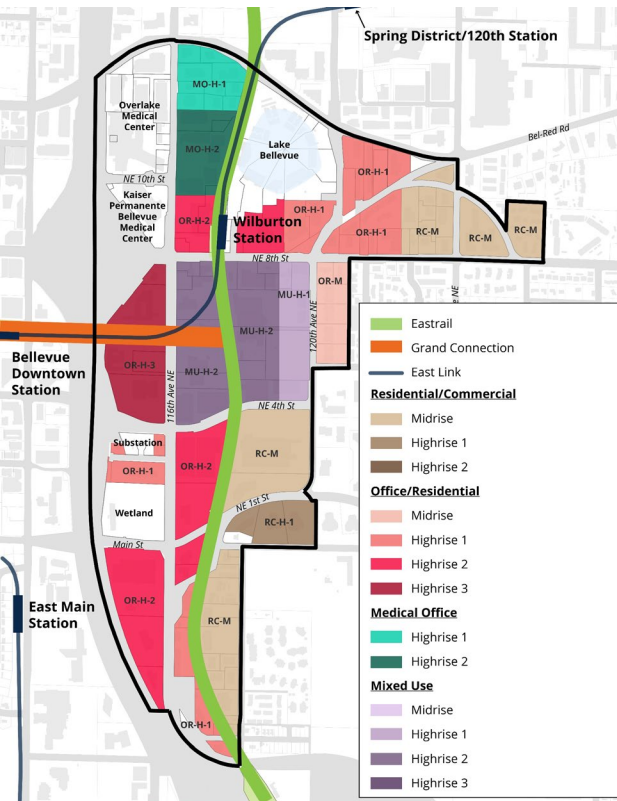 Spring District/120th Station
MO-H-1
Overlake
Medical
Center
Bel-Red Rd
MO-H-2
Lake
Bellevue
NE 10th St
OR-H-1
Kaiser
Permanente
Bellevue
Medical
Center
OR-H-2
Wilburton
Station
OR-H-1
OR-H-1
RC-M
RC-M
RC-M
NE 8th St
OR-M
MU-H-1
120th Ave NE
NE
MU-H-2
OR-H-3
MU-H-2
116th Ave NE
Bellevue
Downtown
Station
NE 4th St
Substation
OR-H-1
OR-H-2
RC-M
Wetland
NE 1st St
RC-H-1
Main St
OR-H-2
East Main
Station
RC-M
OR-H-1
Eastrail
Grand Connection
East Link
Residential/Commercial
Midrise
Highrise 1
Highrise 2
Office/Residential
Midrise
Highrise 1
Highrise 2
Highrise 3
Medical Office
Highrise 1
Highrise 2
Mixed Use
Midrise
Highrise 1
Highrise 2
Highrise 3